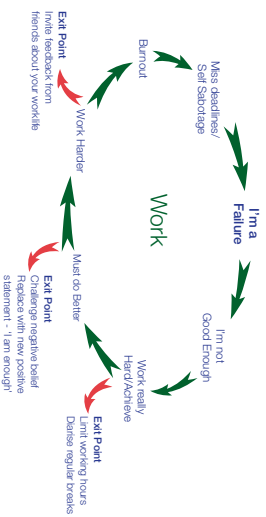 I'm a
Failure
I'm not
Good Enough
Work really
Hard/Achieve
Exit Point
Limit working hours
Diarise regular breaks
Must do Better
Exit Point
Challenge negative belief
Replace with new positive
statement - 'I am enough'
Work Harder
Exit Point
Invite feedback from
friends about your worklife
Burnout
Miss deadlines/
Self Sabotage
Work